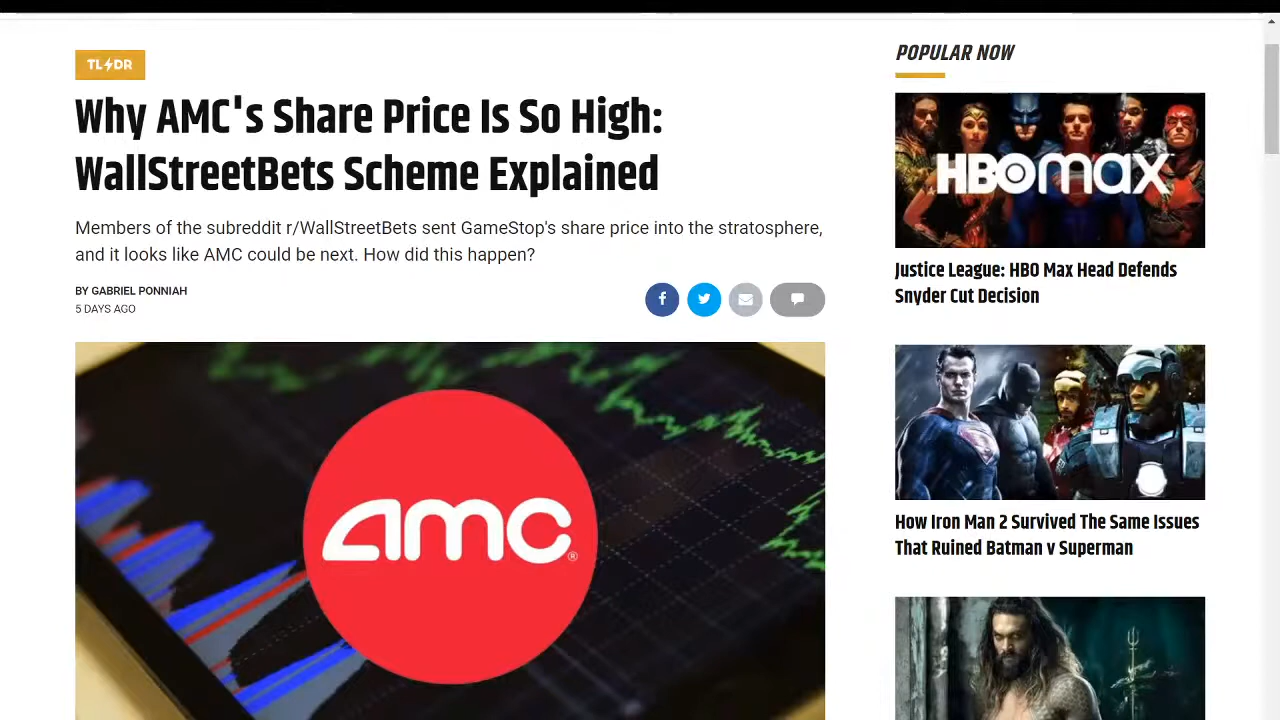 TL⚡DR
Why AMC's Share Price Is So High:
WallStreetBets Scheme Explained
Members of the subreddit r/WallStreetBets sent GameStop's share price into the stratosphere,
and it looks like AMC could be next. How did this happen?
BY GABRIEL PONNIAH
5 DAYS AGO
amc®
POPULAR NOW
HBOmax
Justice League: HBO Max Head Defends
Snyder Cut Decision
How Iron Man 2 Survived The Same Issues
That Ruined Batman v Superman